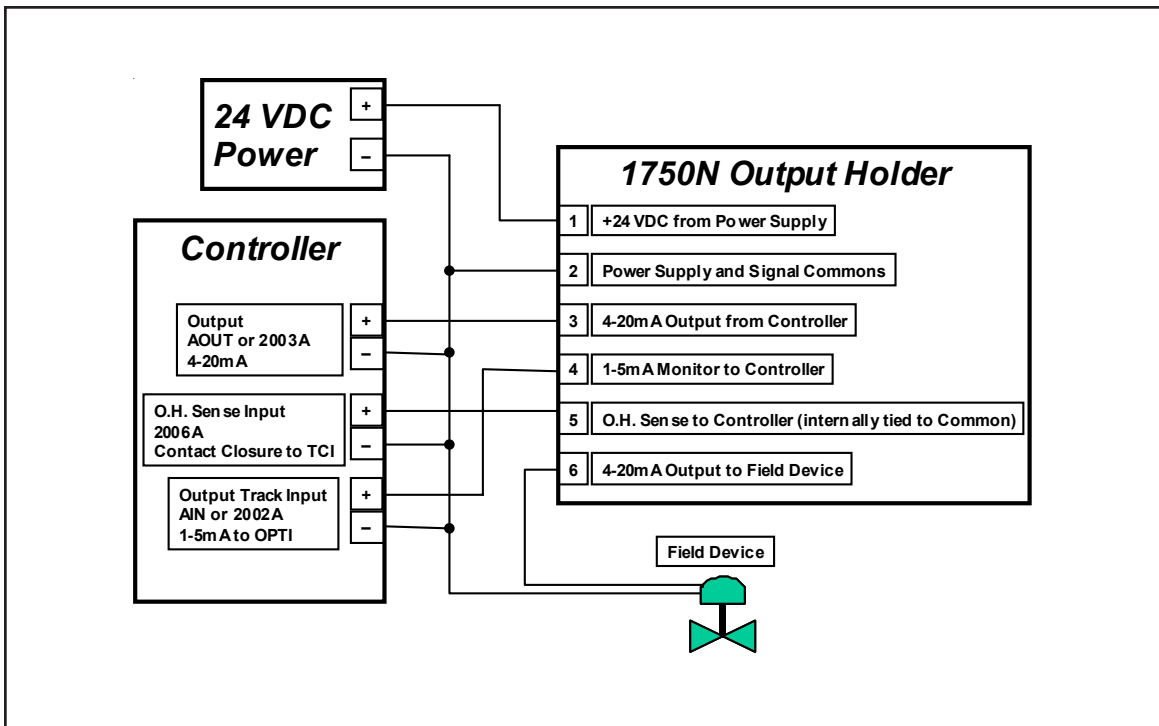 24 VDC
Power
+
−
Controller
Output
AOUT or 2003A
4-20mA
+
−
O.H. Sense Input
2006A
Contact Closure to TCI
+
−
Output Track Input
AIN or 2002A
1-5mA to OPTI
+
−
1750N Output Holder
1 +24 VDC from Power Supply
2 Power Supply and Signal Commons
3 4-20mA Output from Controller
4 1-5mA Monitor to Controller
5 O.H. Sense to Controller (internally tied to Common)
6 4-20mA Output to Field Device
Field Device